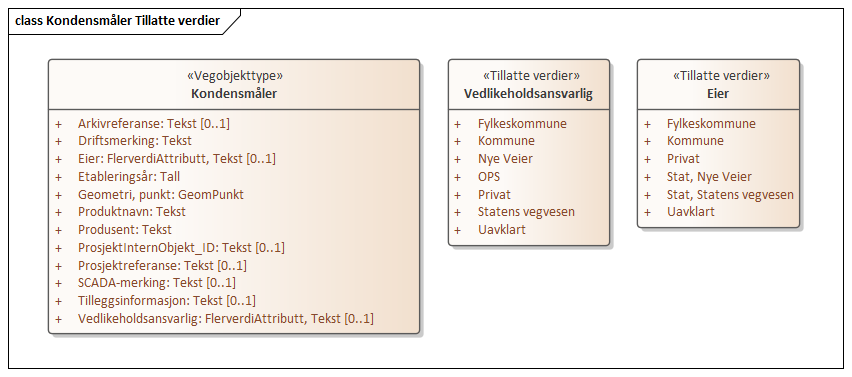 class Kondensmåler Tillatte verdier
«Vegobjekttype»
Kondensmåler
+ Arkivreferanse: Tekst [0..1]
+ Driftsmerking: Tekst
+ Eier: FlerverdiAttributt, Tekst [0..1]
+ Etableringsår: Tall
+ Geometri, punkt: GeomPunkt
+ Produktnavn: Tekst
+ Produsent: Tekst
+ ProsjektInternObjekt_ID: Tekst [0..1]
+ Prosjektreferanse: Tekst [0..1]
+ SCADA-merking: Tekst [0..1]
+ Tilleggsinformasjon: Tekst [0..1]
+ Vedlikeholdsansvarlig: FlerverdiAttributt, Tekst [0..1]
«Tillatte verdier»
Vedlikeholdsansvarlig
+ Fylkeskommune
+ Kommune
+ Nye Veier
+ OPS
+ Privat
+ Statens vegvesen
+ Uavklart
«Tillatte verdier»
Eier
+ Fylkeskommune
+ Kommune
+ Privat
+ Stat, Nye Veier
+ Stat, Statens vegvesen
+ Uavklart